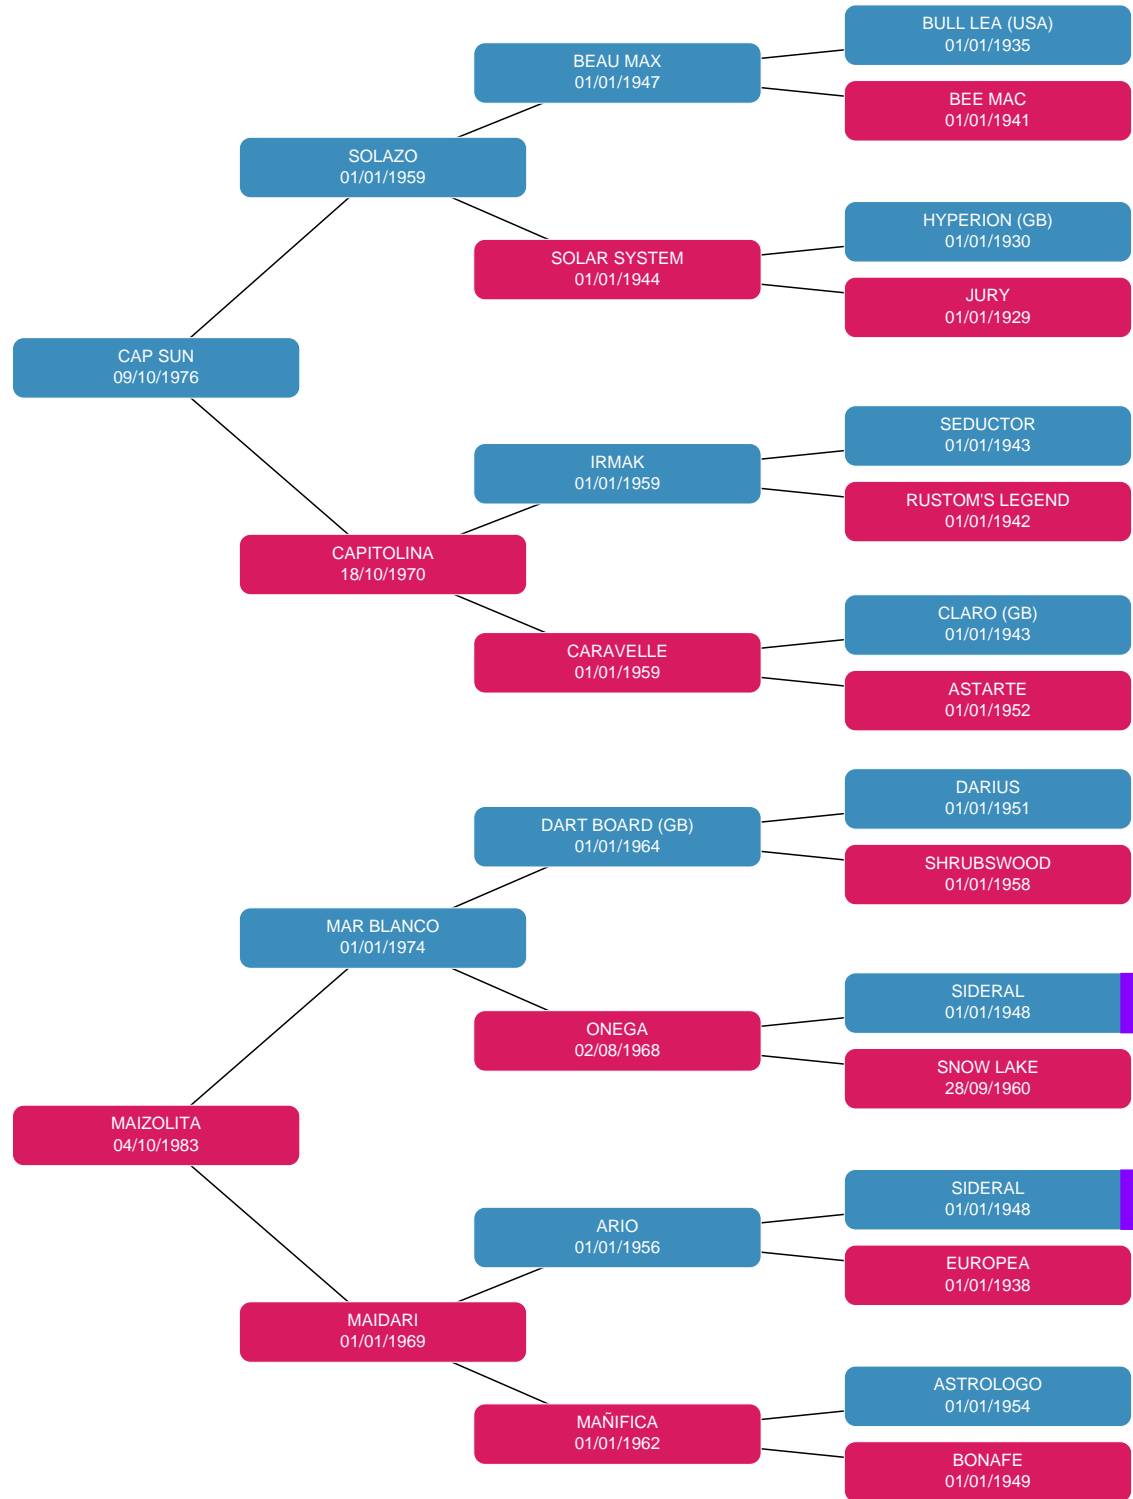 BULL LEA (USA)
01/01/1935
BEAU MAX
01/01/1947
BEE MAC
01/01/1941
SOLAZO
01/01/1959
HYPERION (GB)
01/01/1930
SOLAR SYSTEM
01/01/1944
JURY
01/01/1929
CAP SUN
09/10/1976
SEDUCTOR
01/01/1943
IRMAK
01/01/1959
RUSTOM'S LEGEND
01/01/1942
CAPITOLINA
18/10/1970
CLARO (GB)
01/01/1943
CARAVELLE
01/01/1959
ASTARTE
01/01/1952
DARIUS
01/01/1951
DART BOARD (GB)
01/01/1964
SHRUBSWOOD
01/01/1958
MAR BLANCO
01/01/1974
SIDERAL
01/01/1948
ONEGA
02/08/1968
SNOW LAKE
28/09/1960
MAIZOLITA
04/10/1983
SIDERAL
01/01/1948
ARIO
01/01/1956
EUROPEA
01/01/1938
MAIDARI
01/01/1969
ASTROLOGO
01/01/1954
MAÑIFICA
01/01/1962
BONAFE
01/01/1949